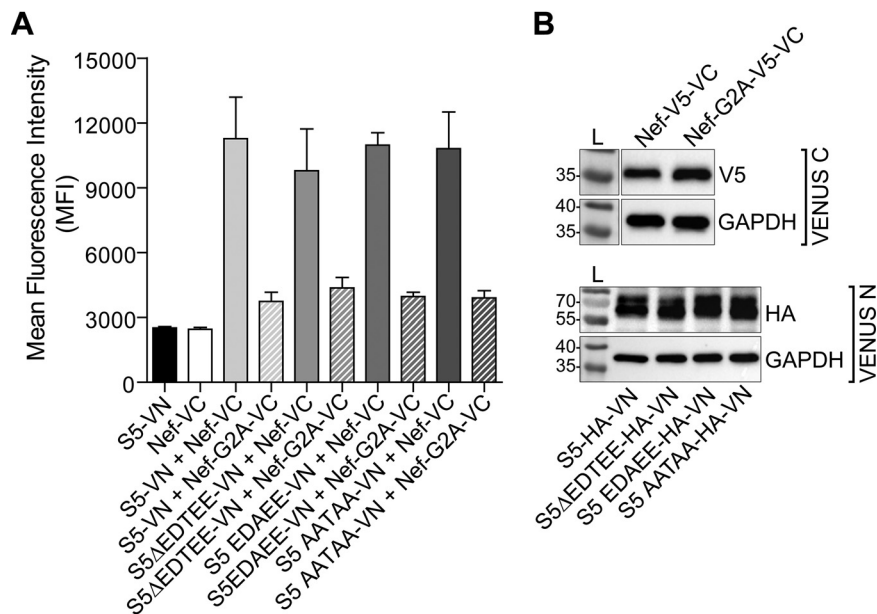 A
Mean Fluorescence Intensity
(MFI)
15000
12000
9000
6000
3000
0
S5-VN
Nef-VC
S5-VN + Nef-VC
S5-VN + Nef-G2A-VC
S5ΔEDTEE-VN + Nef-VC
S5ΔEDTEE-VN + Nef-G2A-VC
S5 EDAEE-VN + Nef-VC
S5EDAEE-VN + Nef-G2A-VC
S5 AATAA-VN + Nef-VC
S5 AATAA-VN + Nef-G2A-VC
B
L
Nef-V5-VC
Nef-G2A-V5-VC
35-
V5
40-
35-
GAPDH
VENUS C
L
70-
55-
HA
40-
35-
GAPDH
VENUS N
S5-HA-VN
S5ΔEDTEE-HA-VN
S5 EDAEE-HA-VN
S5 AATAA-HA-VN